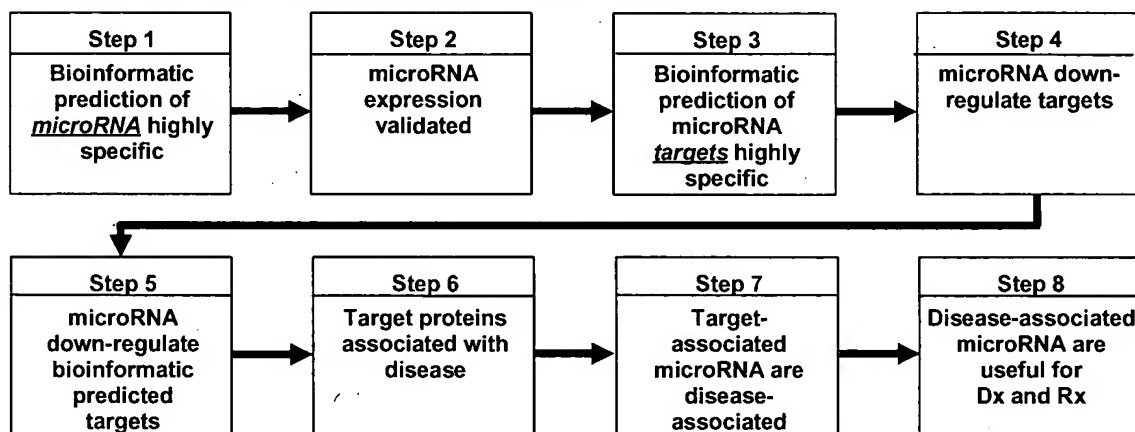 Step 1
Bioinformatic
prediction of
microRNA highly
specific
Step 2
microRNA
expression
validated
Step 3
Bioinformatic
prediction of
microRNA
targets highly
specific
Step 4
microRNA down-
regulate targets
Step 5
microRNA
down-regulate
bioinformatic
predicted
targets
Step 6
Target proteins
associated with
disease
Step 7
Target-
associated
microRNA are
disease-
associated
Step 8
Disease-associated
microRNA are
useful for
Dx and Rx